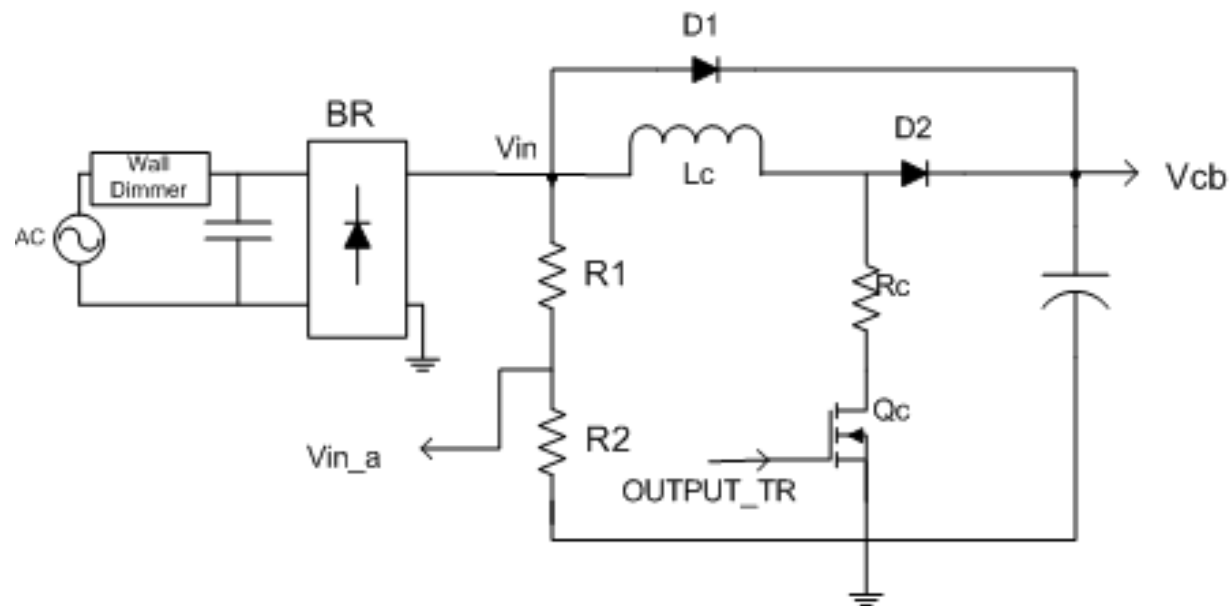 D1
BR
D2
Vin
Wall
Dimmer
Lc
Vcb
AC
R1
Rc
Qc
R2
Vin_a
OUTPUT_TR